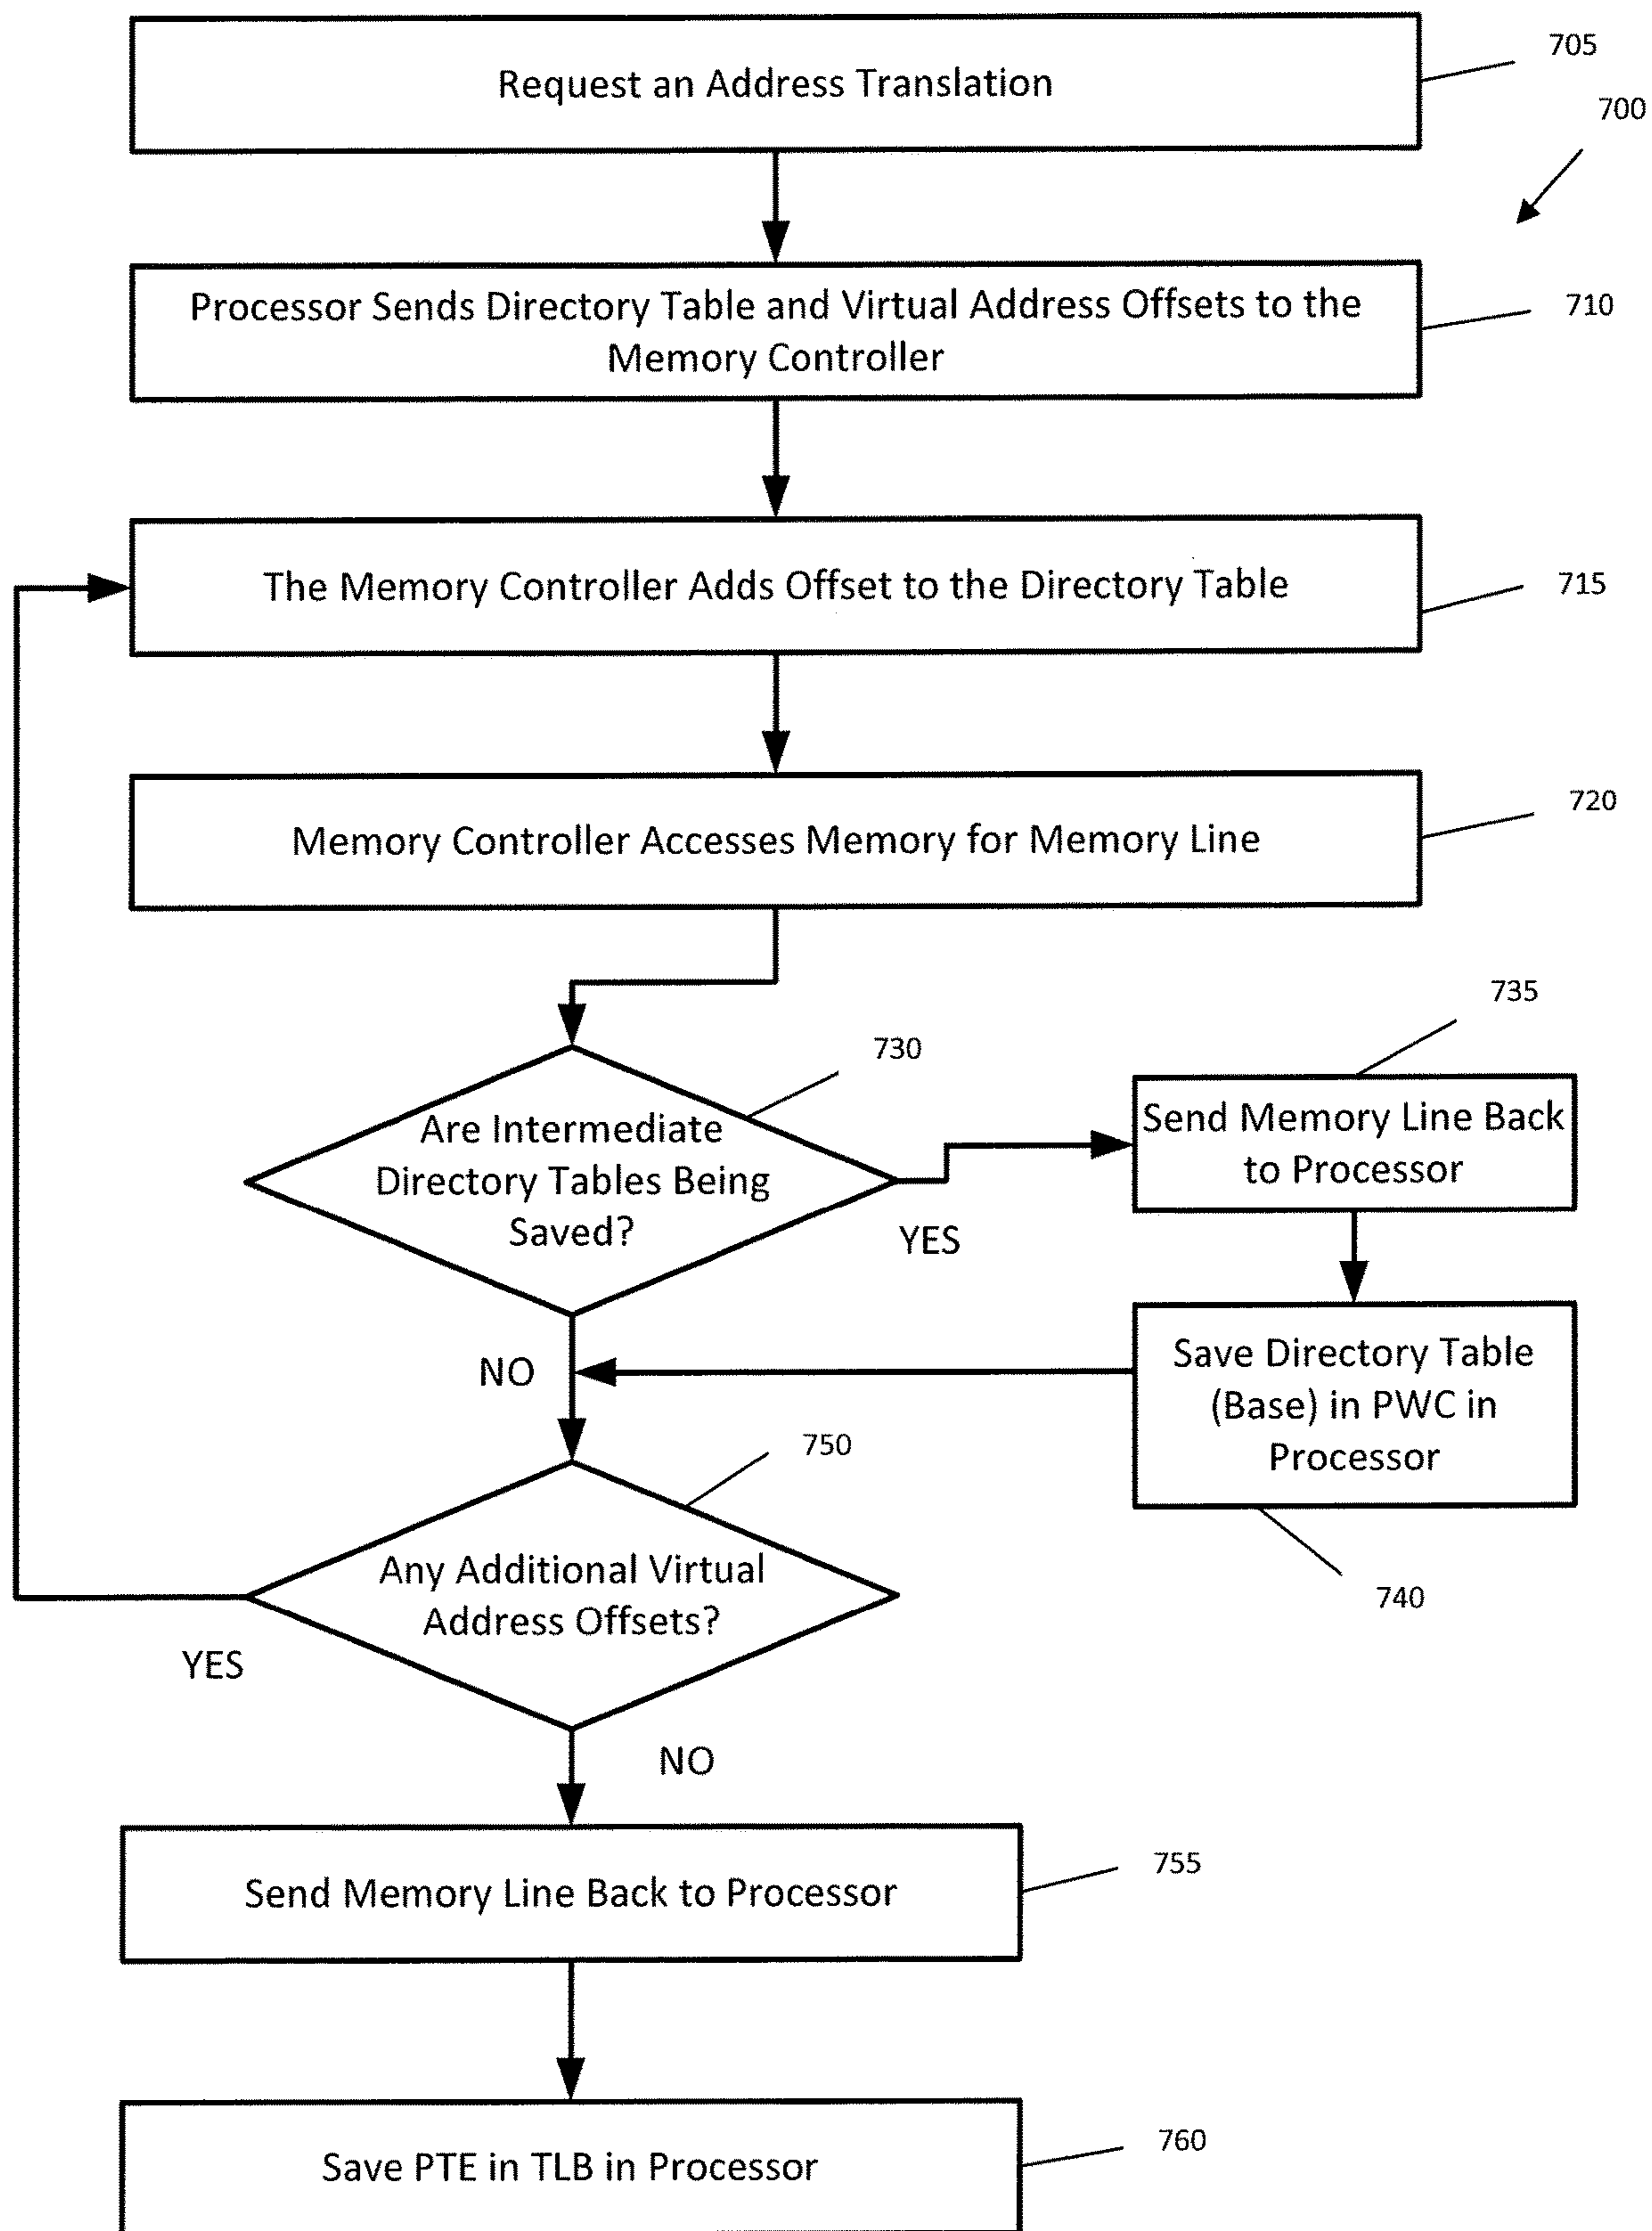 Request an Address Translation
705
700
Processor Sends Directory Table and Virtual Address Offsets to the
Memory Controller
710
The Memory Controller Adds Offset to the Directory Table
715
Memory Controller Accesses Memory for Memory Line
720
730
Are Intermediate
Directory Tables Being
Saved?
YES
NO
735
Send Memory Line Back
to Processor
Save Directory Table
(Base) in PWC in
Processor
740
750
Any Additional Virtual
Address Offsets?
YES
NO
Send Memory Line Back to Processor
755
Save PTE in TLB in Processor
760